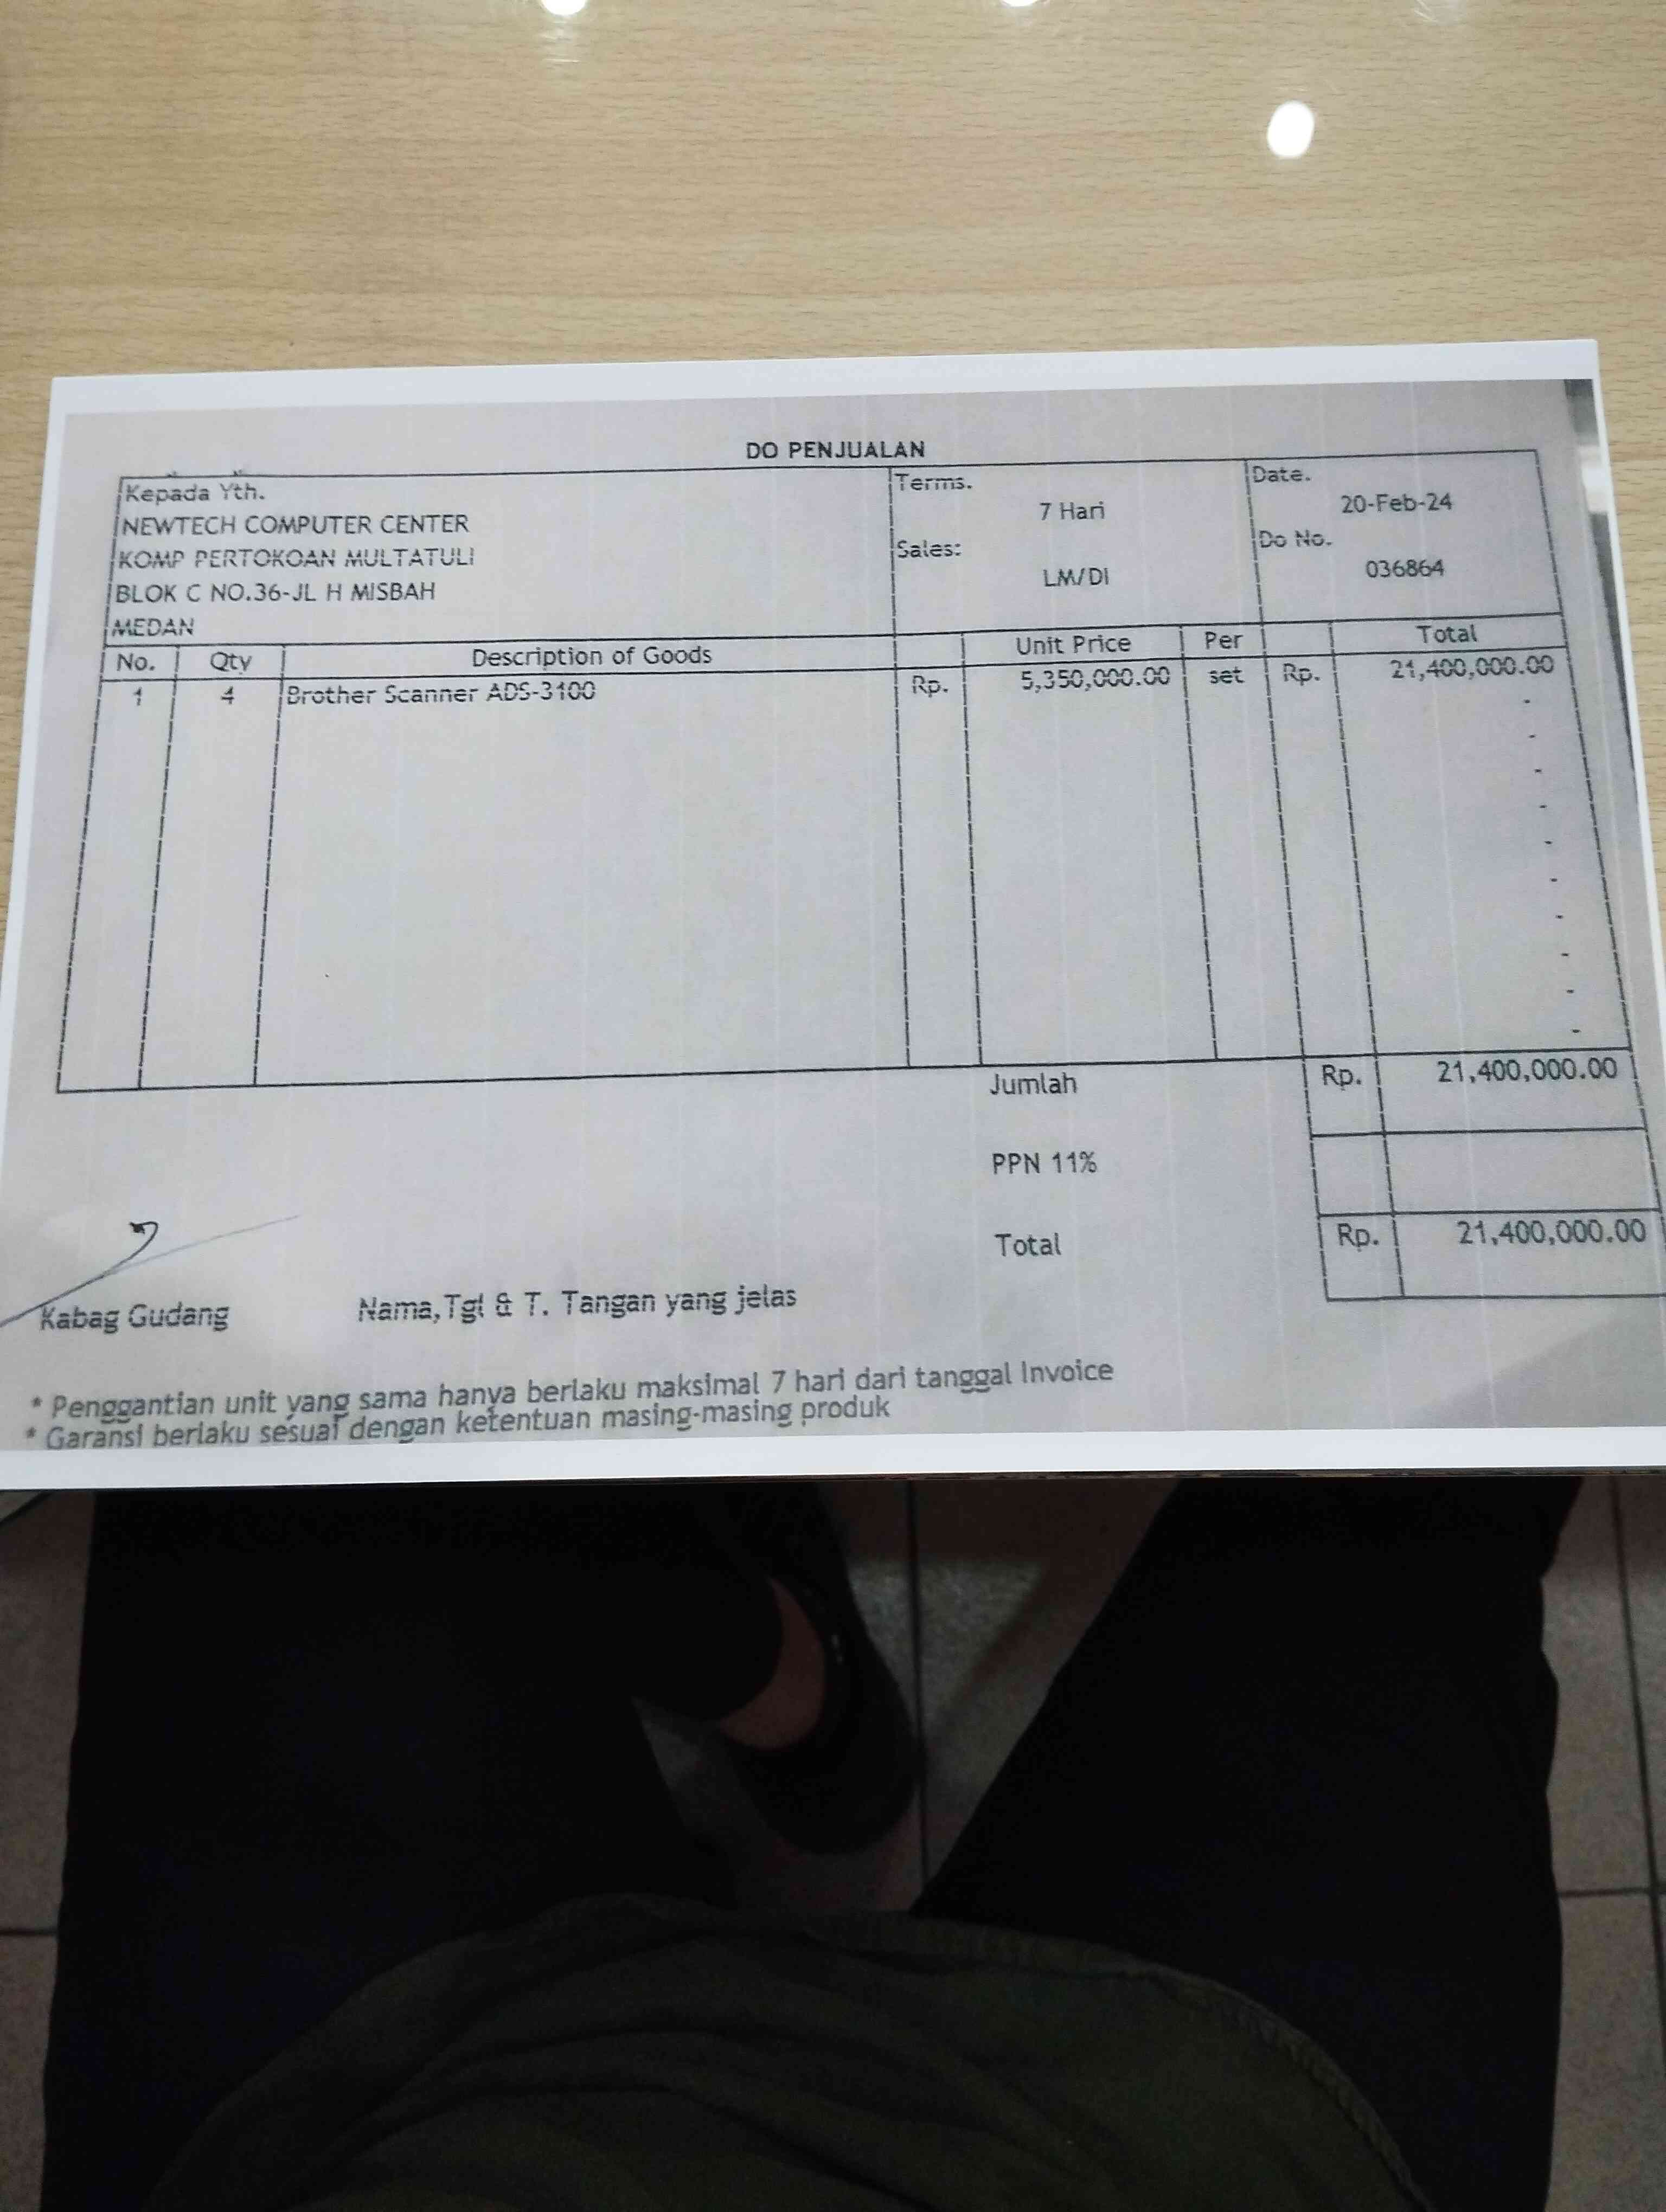 DO PENJUALAN
Kepada Yth.
NEWTECH COMPUTER CENTER
KOMP PERTOKOAN MULTATULI
BLOK C NO.36-JL H MISBAH
MEDAN
Terms.
7 Hari
Sales:
LM/DI
Date.
20-Feb-24
Do No.
036864
No. Qty Description of Goods Unit Price Per Total
1 4 Brother Scanner ADS-3100 Rp. 5,350,000.00 set Rp. 21,400,000.00
-
-
-
-
-
-
-
-
-
-
Jumlah Rp. 21,400,000.00
PPN 11%
Total Rp. 21,400,000.00
Kabag Gudang Nama,Tgl & T. Tangan yang jelas
* Penggantian unit yang sama hanya berlaku maksimal 7 hari dari tanggal Invoice
* Garansi berlaku sesuai dengan ketentuan masing-masing produk